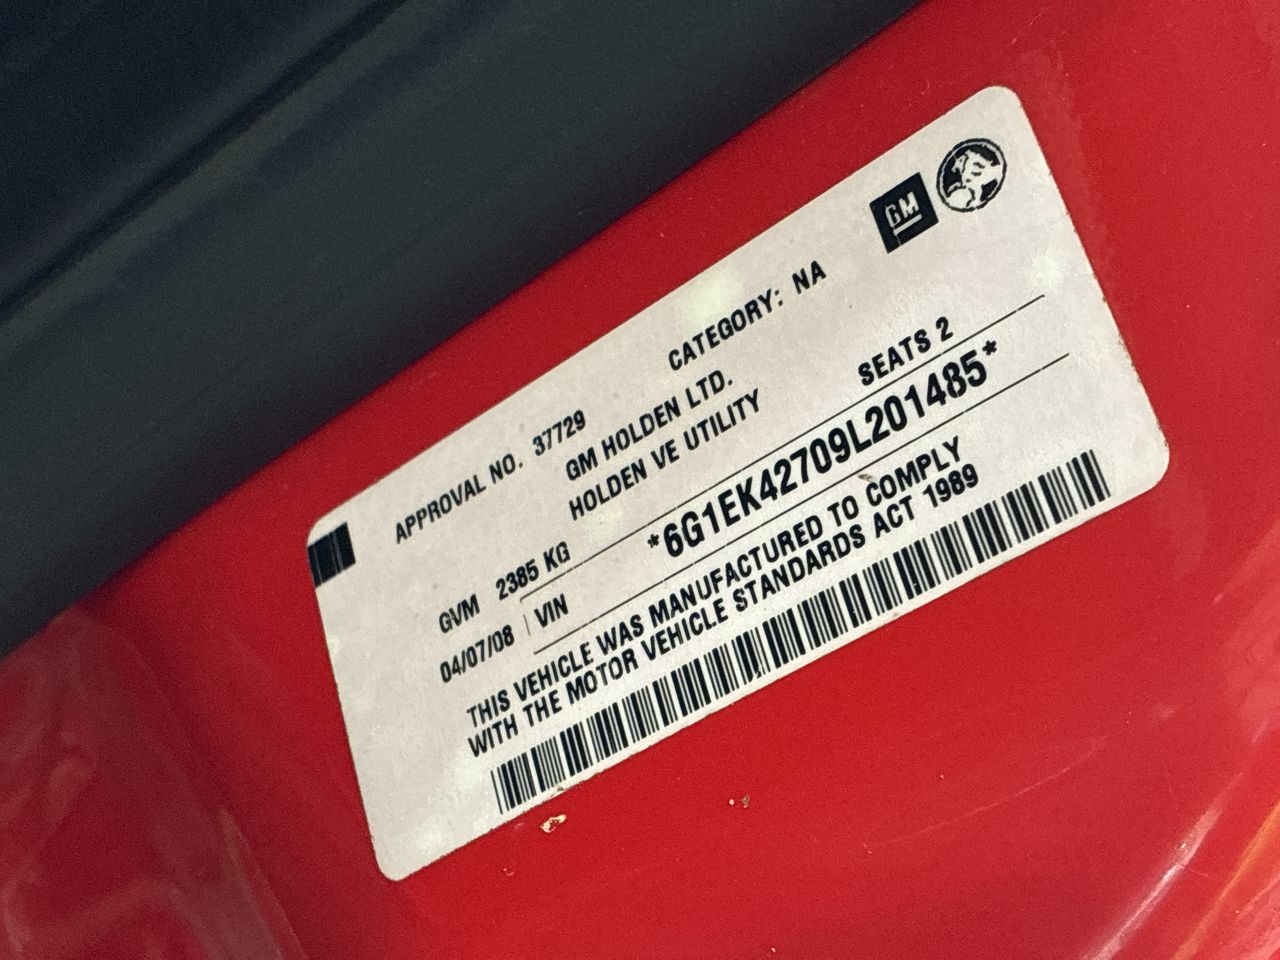 GM
APPROVAL NO. 37729 CATEGORY: NA
GM HOLDEN LTD.
HOLDEN VE UTILITY
GVM 2385 KG SEATS 2
04/07/08 VIN *6G1EK42709L201485*
THIS VEHICLE WAS MANUFACTURED TO COMPLY
WITH THE MOTOR VEHICLE STANDARDS ACT 1989